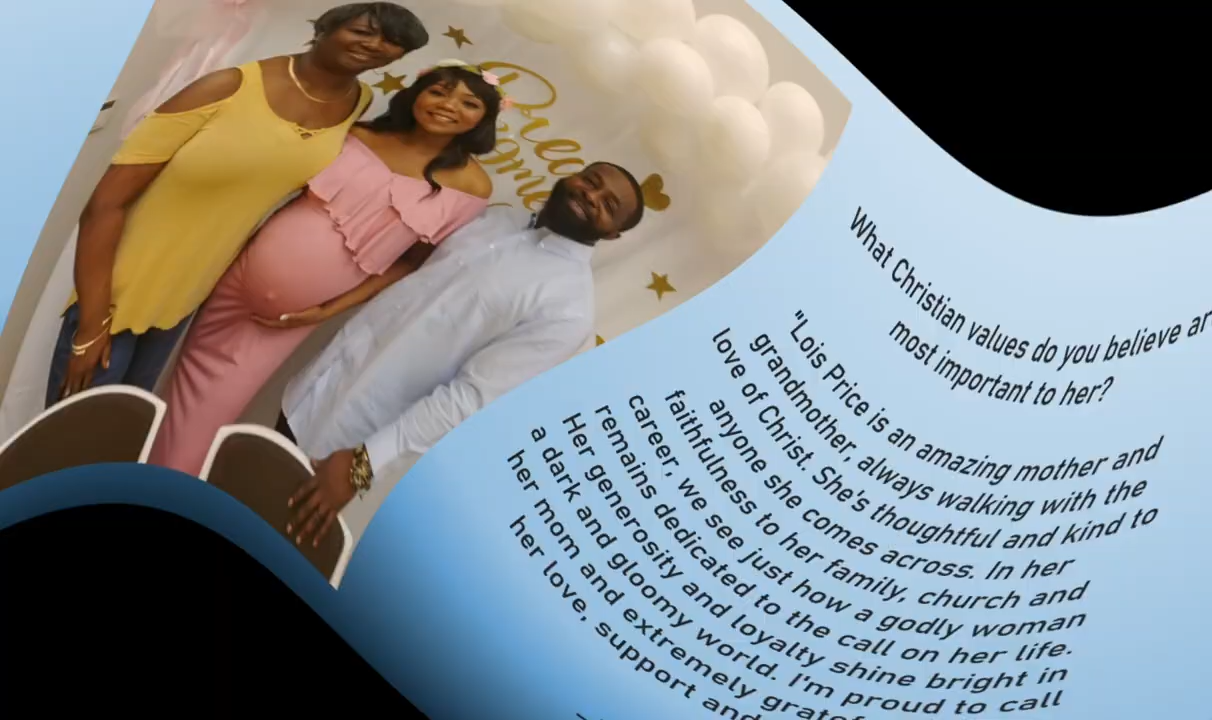 What Christian values do you believe
most important to her?
"Lois Price is an amazing mother and
grandmother, always walking with the
love of Christ. She's thoughtful and kind to
anyone she comes across. In her
faithfulness to her family, church and
career, we see just how a godly woman
remains dedicated to the call on her life.
Her generosity and loyalty shine bright in
a dark and gloomy world. I'm proud to call
her mom and extremely
her love, support and